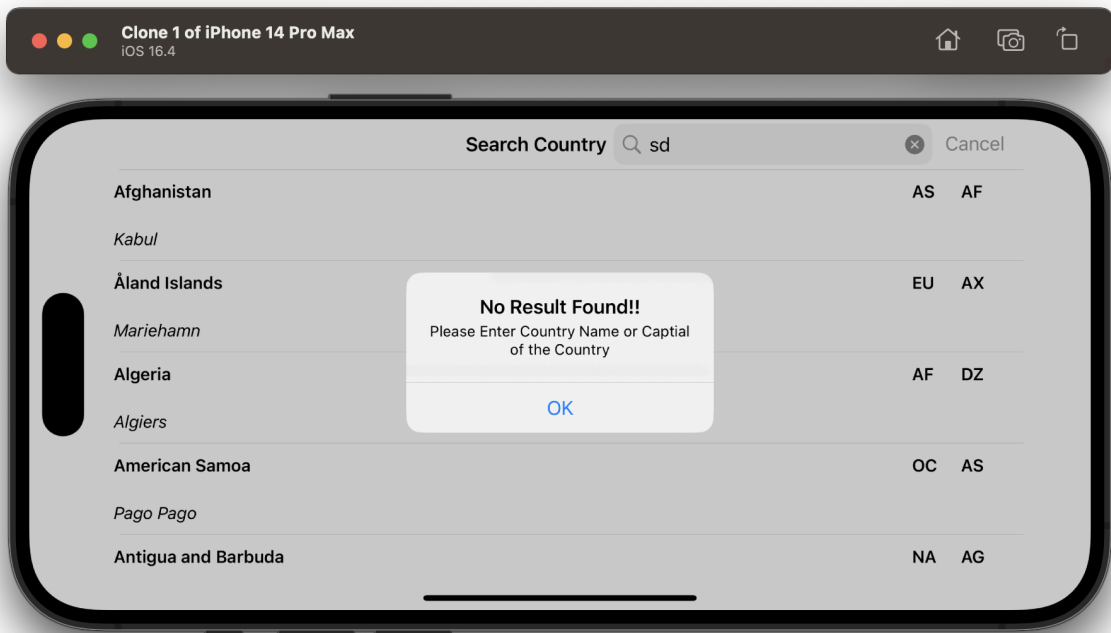 Clone 1 of iPhone 14 Pro Max
iOS 16.4
Search Country sd Cancel
Afghanistan AS AF
Kabul
Åland Islands EU AX
Mariehamn
Algeria AF DZ
Algiers
American Samoa OC AS
Pago Pago
Antigua and Barbuda NA AG
No Result Found!!
Please Enter Country Name or Captial
of the Country
OK